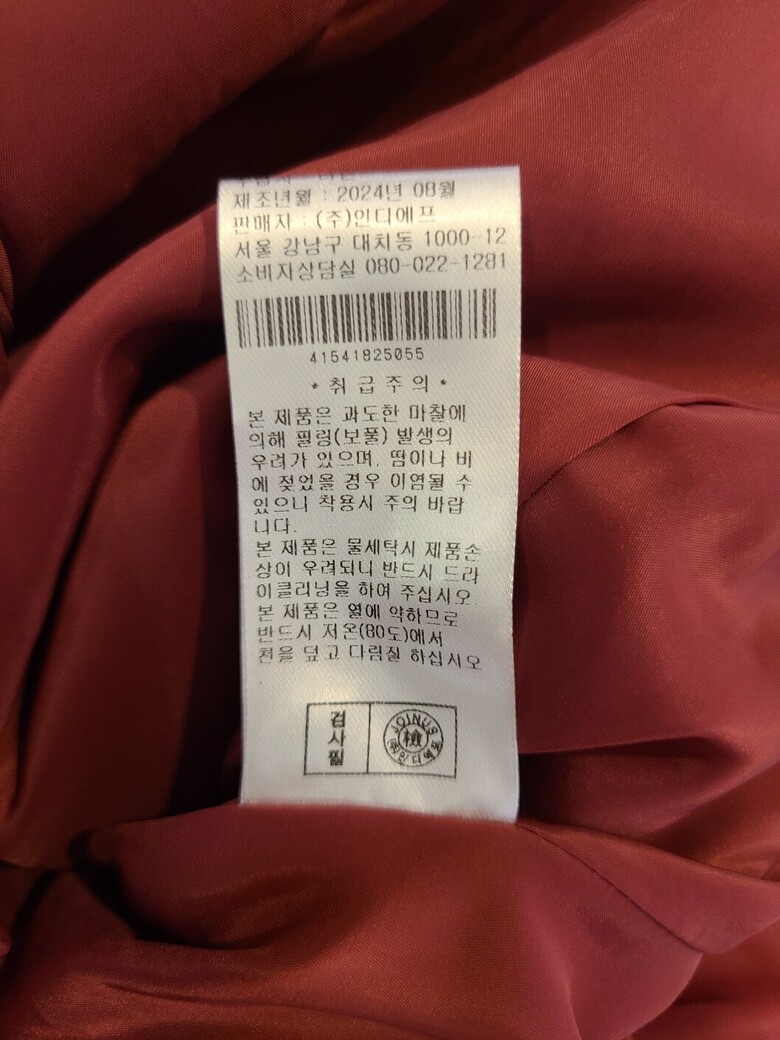 제조년월 : 2024년 08월
판매자 : (주)인디에프
서울 강남구 대치동 1000-12
소비자상담실 080-022-1281
41541825055
* 취 급 주 의 *
본 제품은 과도한 마찰에
의해 필링(보풀) 발생의
우려가 있으며, 땀이나 비
에 젖었을 경우 이염될 수
있으니 착용시 주의 바랍
니다.
본 제품은 물세탁시 제품손
상이 우려되니 반드시 드라
이클리닝을 하여 주십시오.
본 제품은 열에 약하므로
반드시 저온(80도)에서
천을 덮고 다림질 하십시오
검사필
JOINUS
檢
(주)인디에프